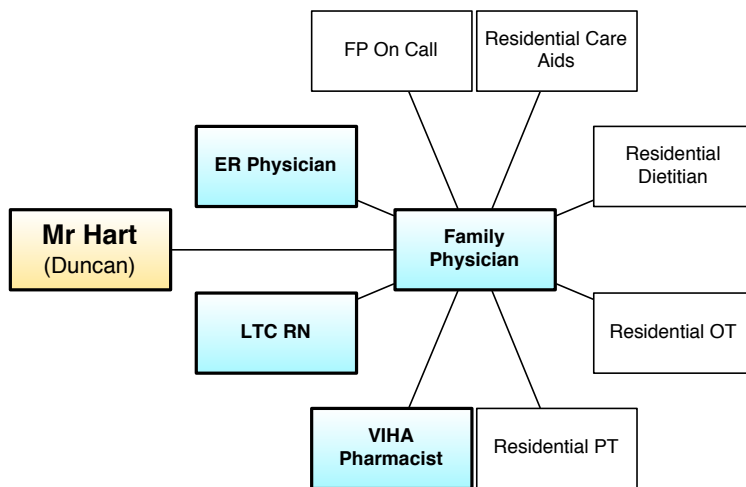 FP On Call
Residential Care
Aids
ER Physician
Residential
Dietitian
Mr Hart
(Duncan)
Family
Physician
LTC RN
Residential OT
VIHA
Pharmacist
Residential PT